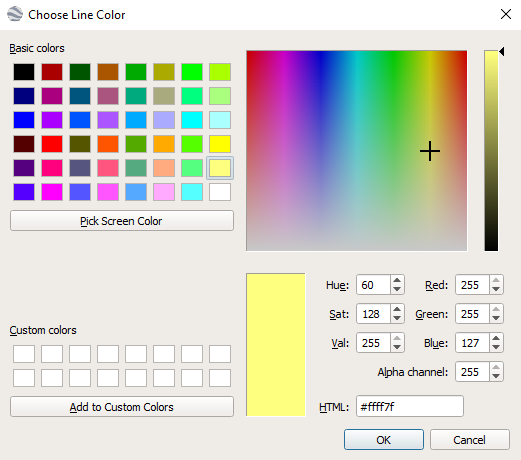 Choose Line Color
Basic colors
Pick Screen Color
Custom colors
Add to Custom Colors
Hue: 60 Red: 255
Sat: 128 Green: 255
Val: 255 Blue: 127
Alpha channel: 255
HTML: #ffff7f
OK Cancel